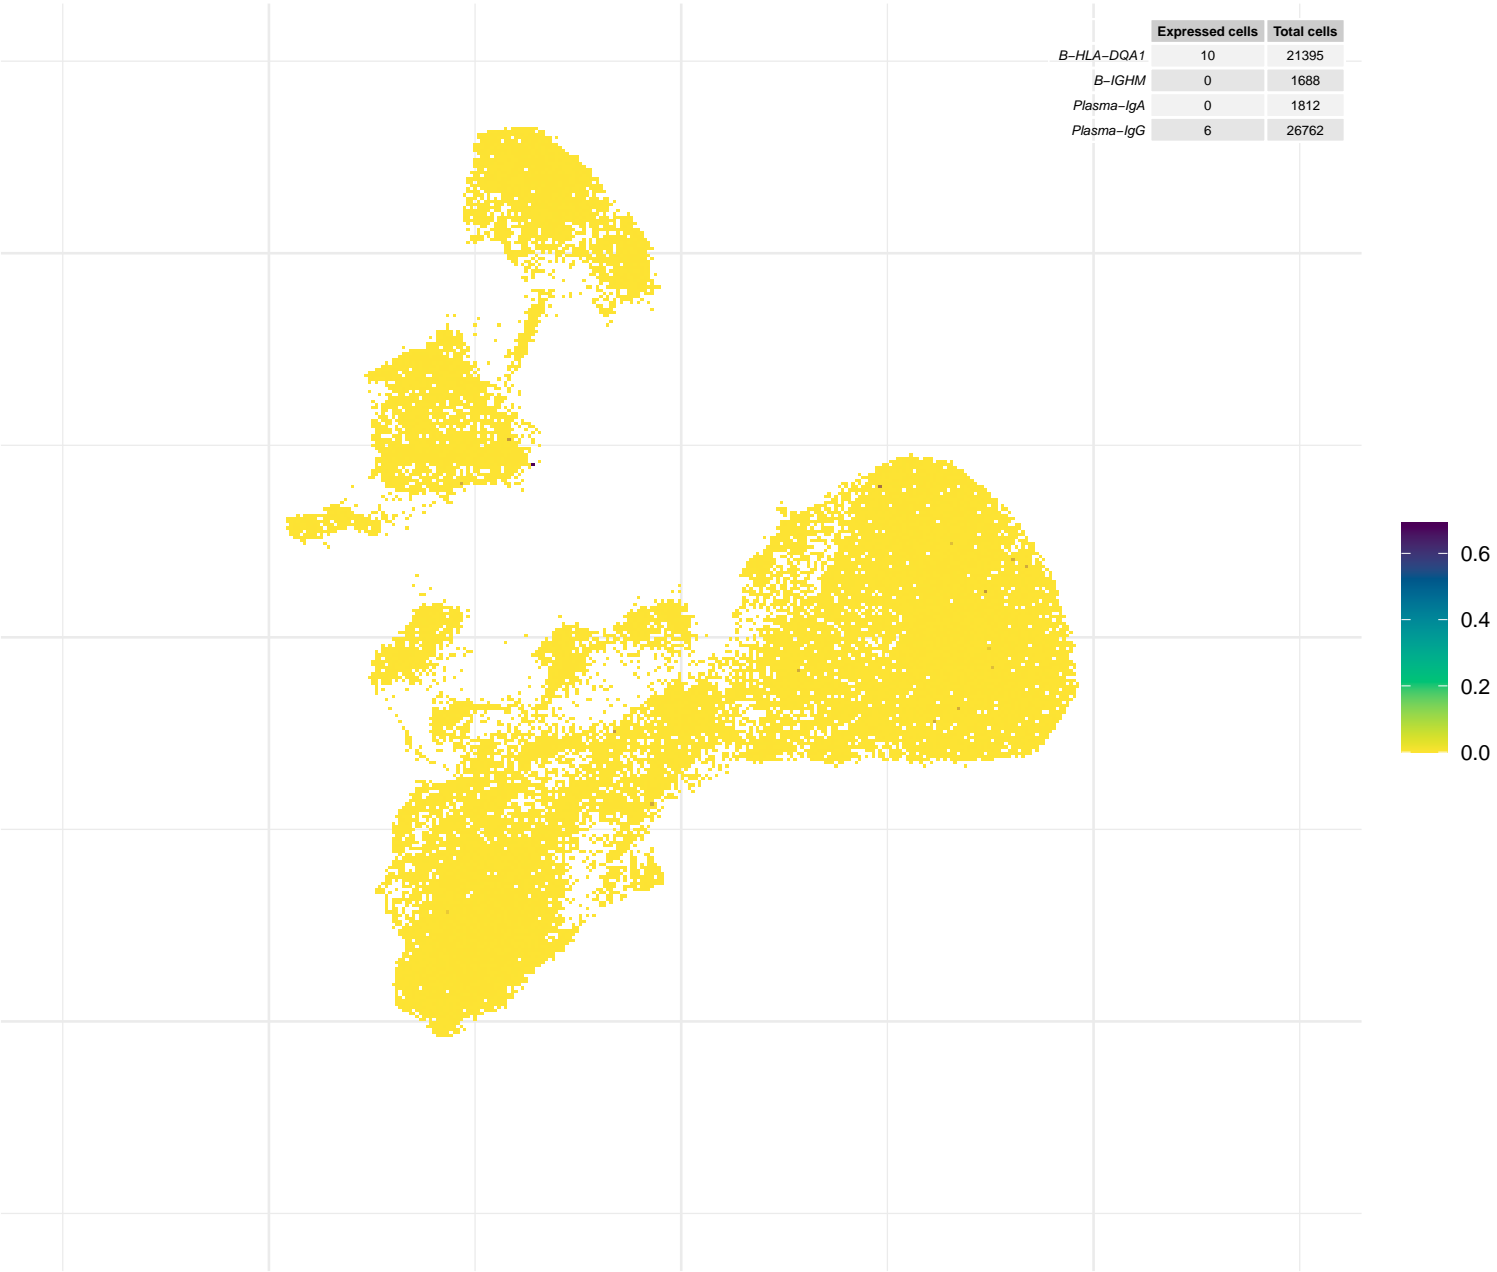 Expressed cells Total cells
B−HLA−DQA1 10 21395
B−IGHM 0 1688
Plasma−IgA 0 1812
Plasma−IgG 6 26762
0.6
0.4
0.2
0.0